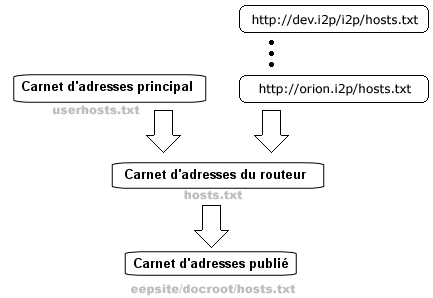 http://dev.i2p/i2p/hosts.txt
Carnet d'adresses principal
userhosts.txt
http://orion.i2p/hosts.txt
Carnet d'adresses du routeur
hosts.txt
Carnet d'adresses publié
eepsite/docroot/hosts.txt